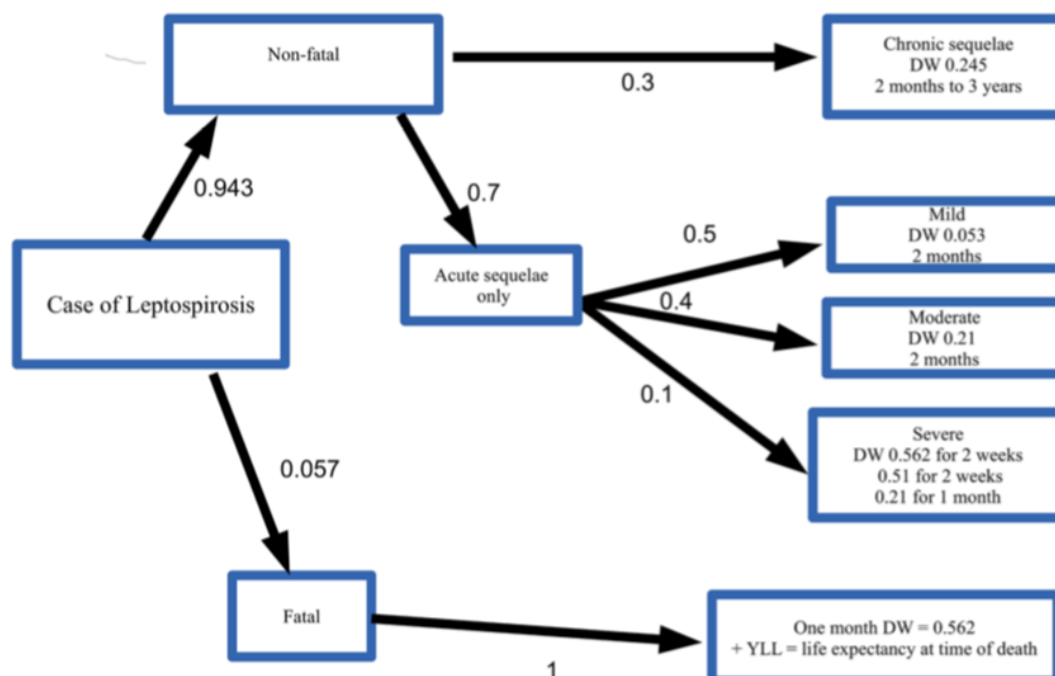 Non-fatal
0.3
Chronic sequelae
DW 0.245
2 months to 3 years
0.943
0.7
Case of Leptospirosis
Acute sequelae
only
0.5
0.4
0.1
Mild
DW 0.053
2 months
Moderate
DW 0.21
2 months
Severe
DW 0.562 for 2 weeks
0.51 for 2 weeks
0.21 for 1 month
0.057
Fatal
1
One month DW = 0.562
+ YLL = life expectancy at time of death